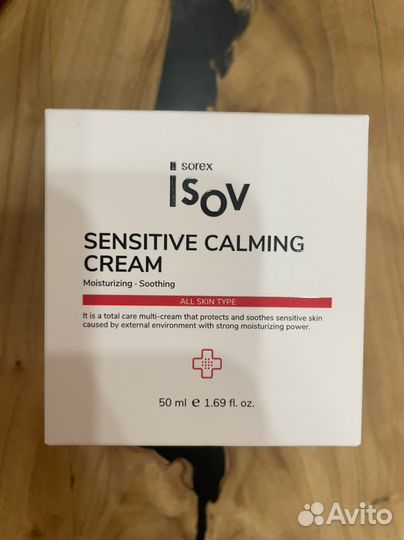 sorex
isov
SENSITIVE CALMING
CREAM
Moisturizing · Soothing
ALL SKIN TYPE
It is a total care multi-cream that protects and soothes sensitive skin
caused by external environment with strong moisturizing power.
50 ml ℮ 1.69 fl. oz.
Avito